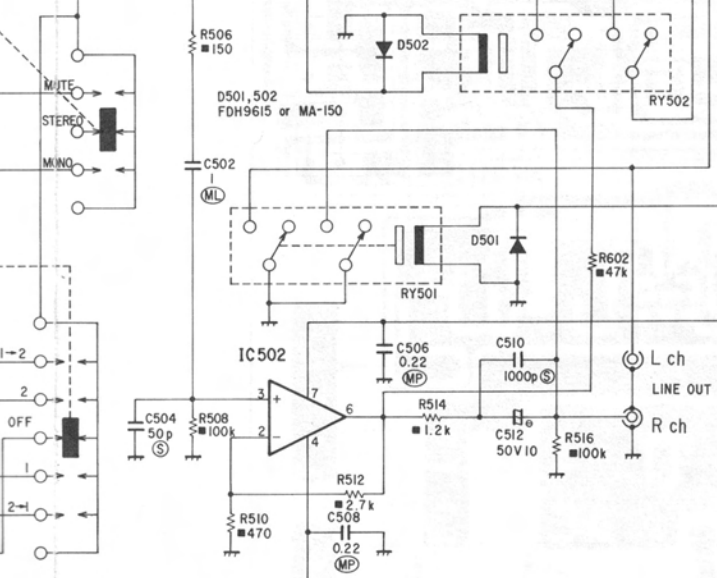 R506
■150
D502
D501,502
FDH9615 or MA-150
RY502
MUTE
STEREO
MONO
C502
1
ML
D501
R602
■47k
RY501
IC502
C506
0.22
MP
C510
1000p S
L ch
LINE OUT
R ch
1→2
2
OFF
1
2→1
3
+
7
6
2
−
4
C504
50p
S
R508
■100k
R514
■1.2k
C512
50V10
⊖
R516
■100k
R512
■2.7k
R510
■470
C508
0.22
MP